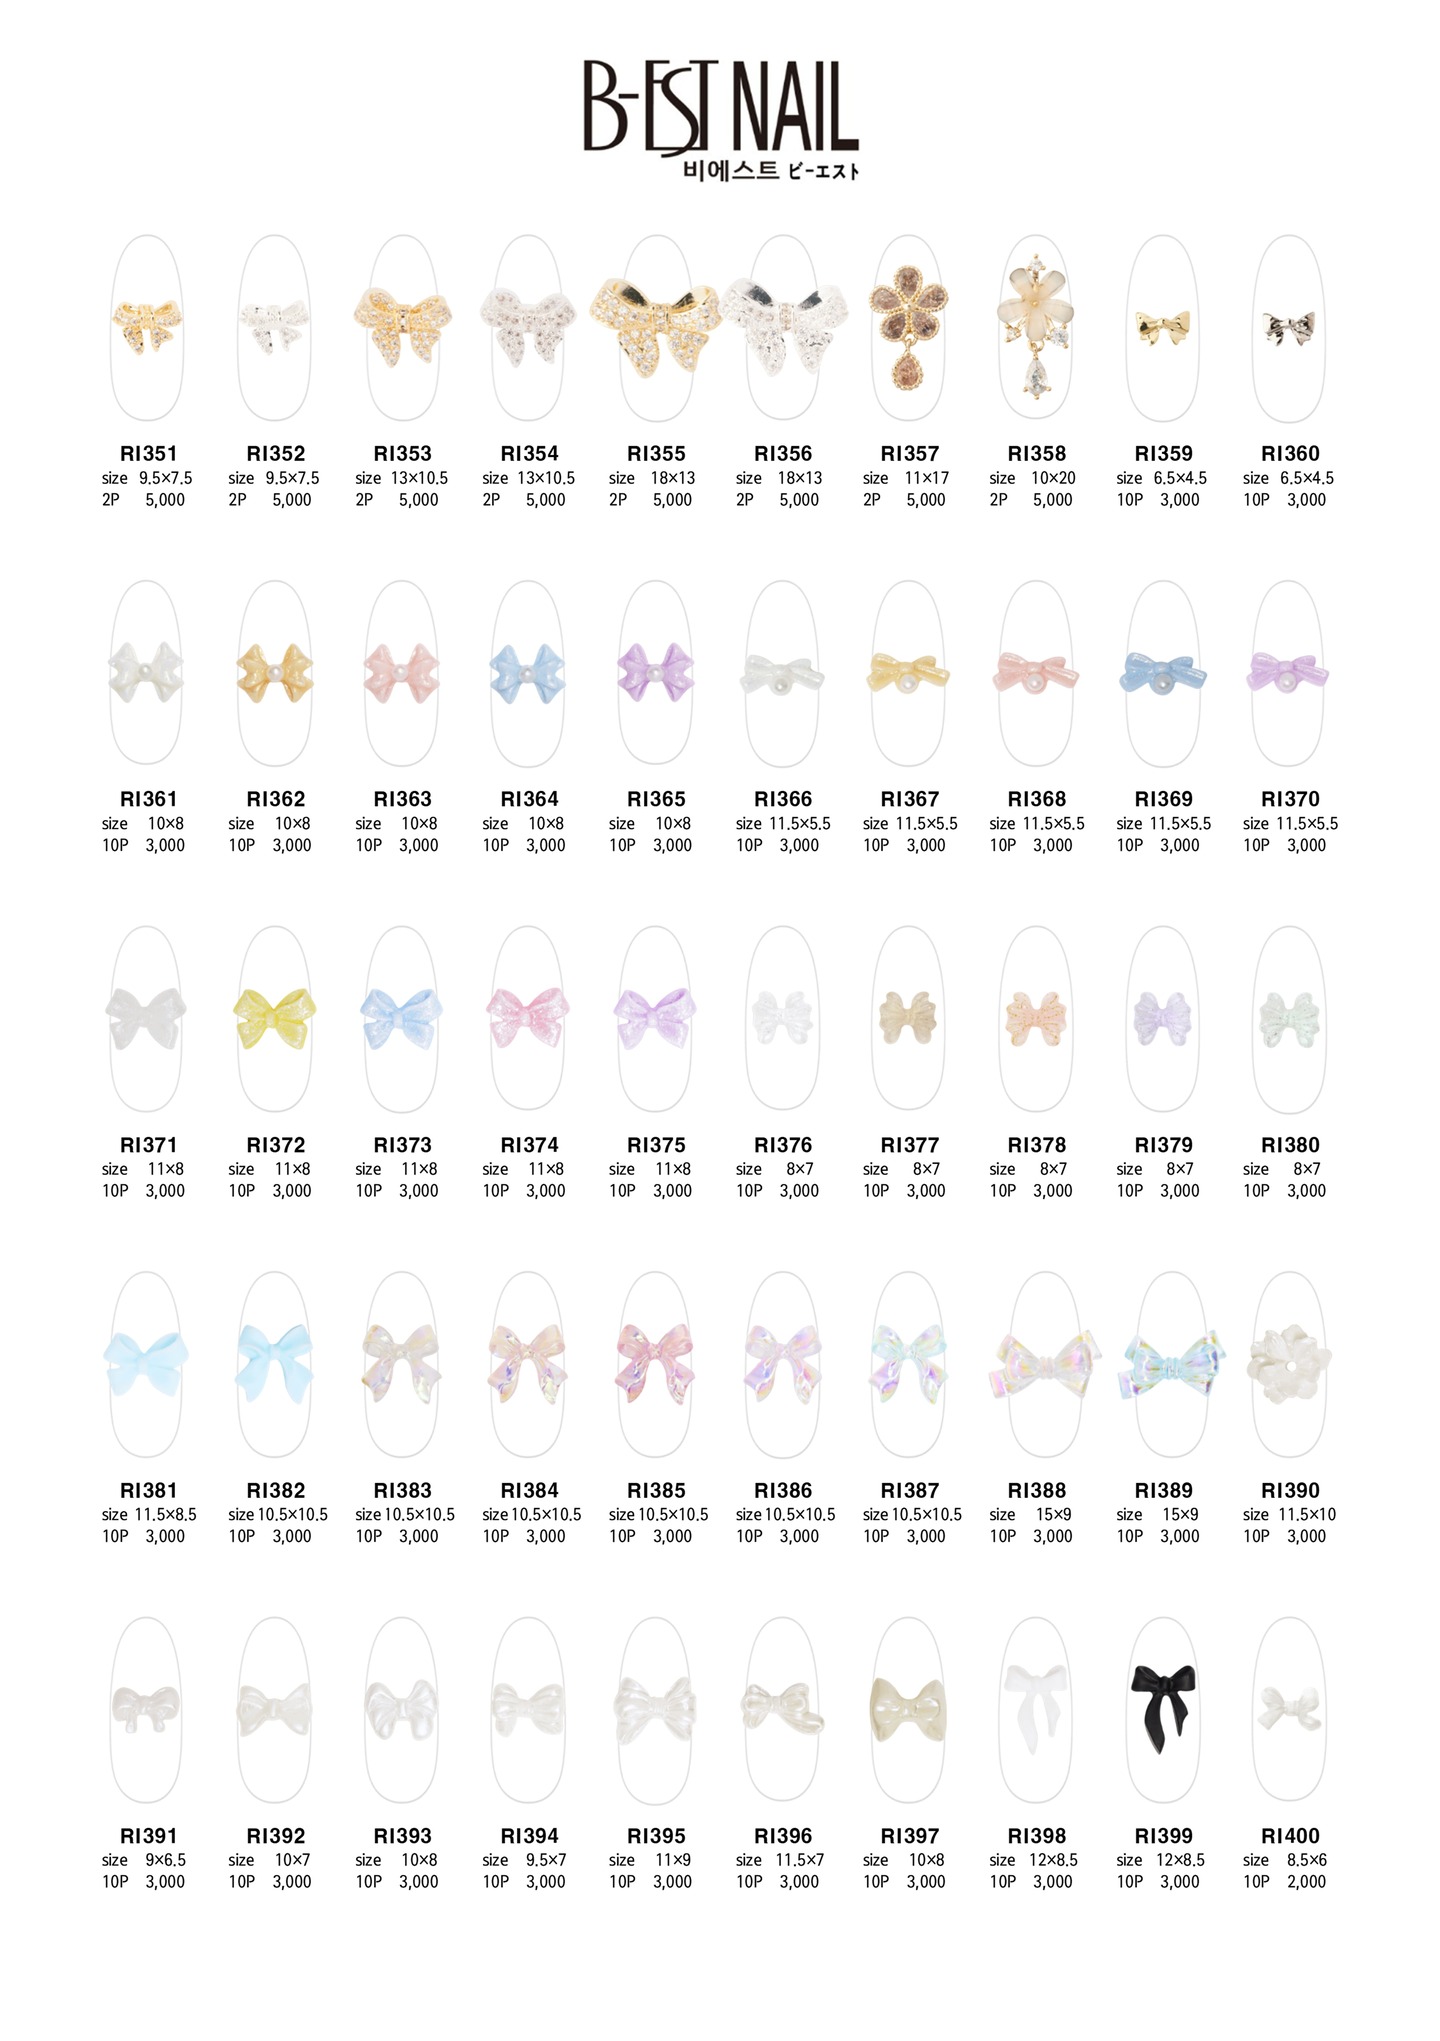 B-EST NAIL
비에스트 ビーエスト
RI351 RI352 RI353 RI354 RI355 RI356 RI357 RI358 RI359 RI360
size 9.5×7.5 size 9.5×7.5 size 13×10.5 size 13×10.5 size 18×13 size 18×13 size 11×17 size 10×20 size 6.5×4.5 size 6.5×4.5
2P 5,000 2P 5,000 2P 5,000 2P 5,000 2P 5,000 2P 5,000 2P 5,000 2P 5,000 10P 3,000 10P 3,000
RI361 RI362 RI363 RI364 RI365 RI366 RI367 RI368 RI369 RI370
size 10×8 size 10×8 size 10×8 size 10×8 size 10×8 size 11.5×5.5 size 11.5×5.5 size 11.5×5.5 size 11.5×5.5 size 11.5×5.5
10P 3,000 10P 3,000 10P 3,000 10P 3,000 10P 3,000 10P 3,000 10P 3,000 10P 3,000 10P 3,000 10P 3,000
RI371 RI372 RI373 RI374 RI375 RI376 RI377 RI378 RI379 RI380
size 11×8 size 11×8 size 11×8 size 11×8 size 11×8 size 8×7 size 8×7 size 8×7 size 8×7 size 8×7
10P 3,000 10P 3,000 10P 3,000 10P 3,000 10P 3,000 10P 3,000 10P 3,000 10P 3,000 10P 3,000 10P 3,000
RI381 RI382 RI383 RI384 RI385 RI386 RI387 RI388 RI389 RI390
size 11.5×8.5 size 10.5×10.5 size 10.5×10.5 size 10.5×10.5 size 10.5×10.5 size 10.5×10.5 size 10.5×10.5 size 15×9 size 15×9 size 11.5×10
10P 3,000 10P 3,000 10P 3,000 10P 3,000 10P 3,000 10P 3,000 10P 3,000 10P 3,000 10P 3,000 10P 3,000
RI391 RI392 RI393 RI394 RI395 RI396 RI397 RI398 RI399 RI400
size 9×6.5 size 10×7 size 10×8 size 9.5×7 size 11×9 size 11.5×7 size 10×8 size 12×8.5 size 12×8.5 size 8.5×6
10P 3,000 10P 3,000 10P 3,000 10P 3,000 10P 3,000 10P 3,000 10P 3,000 10P 3,000 10P 3,000 10P 2,000